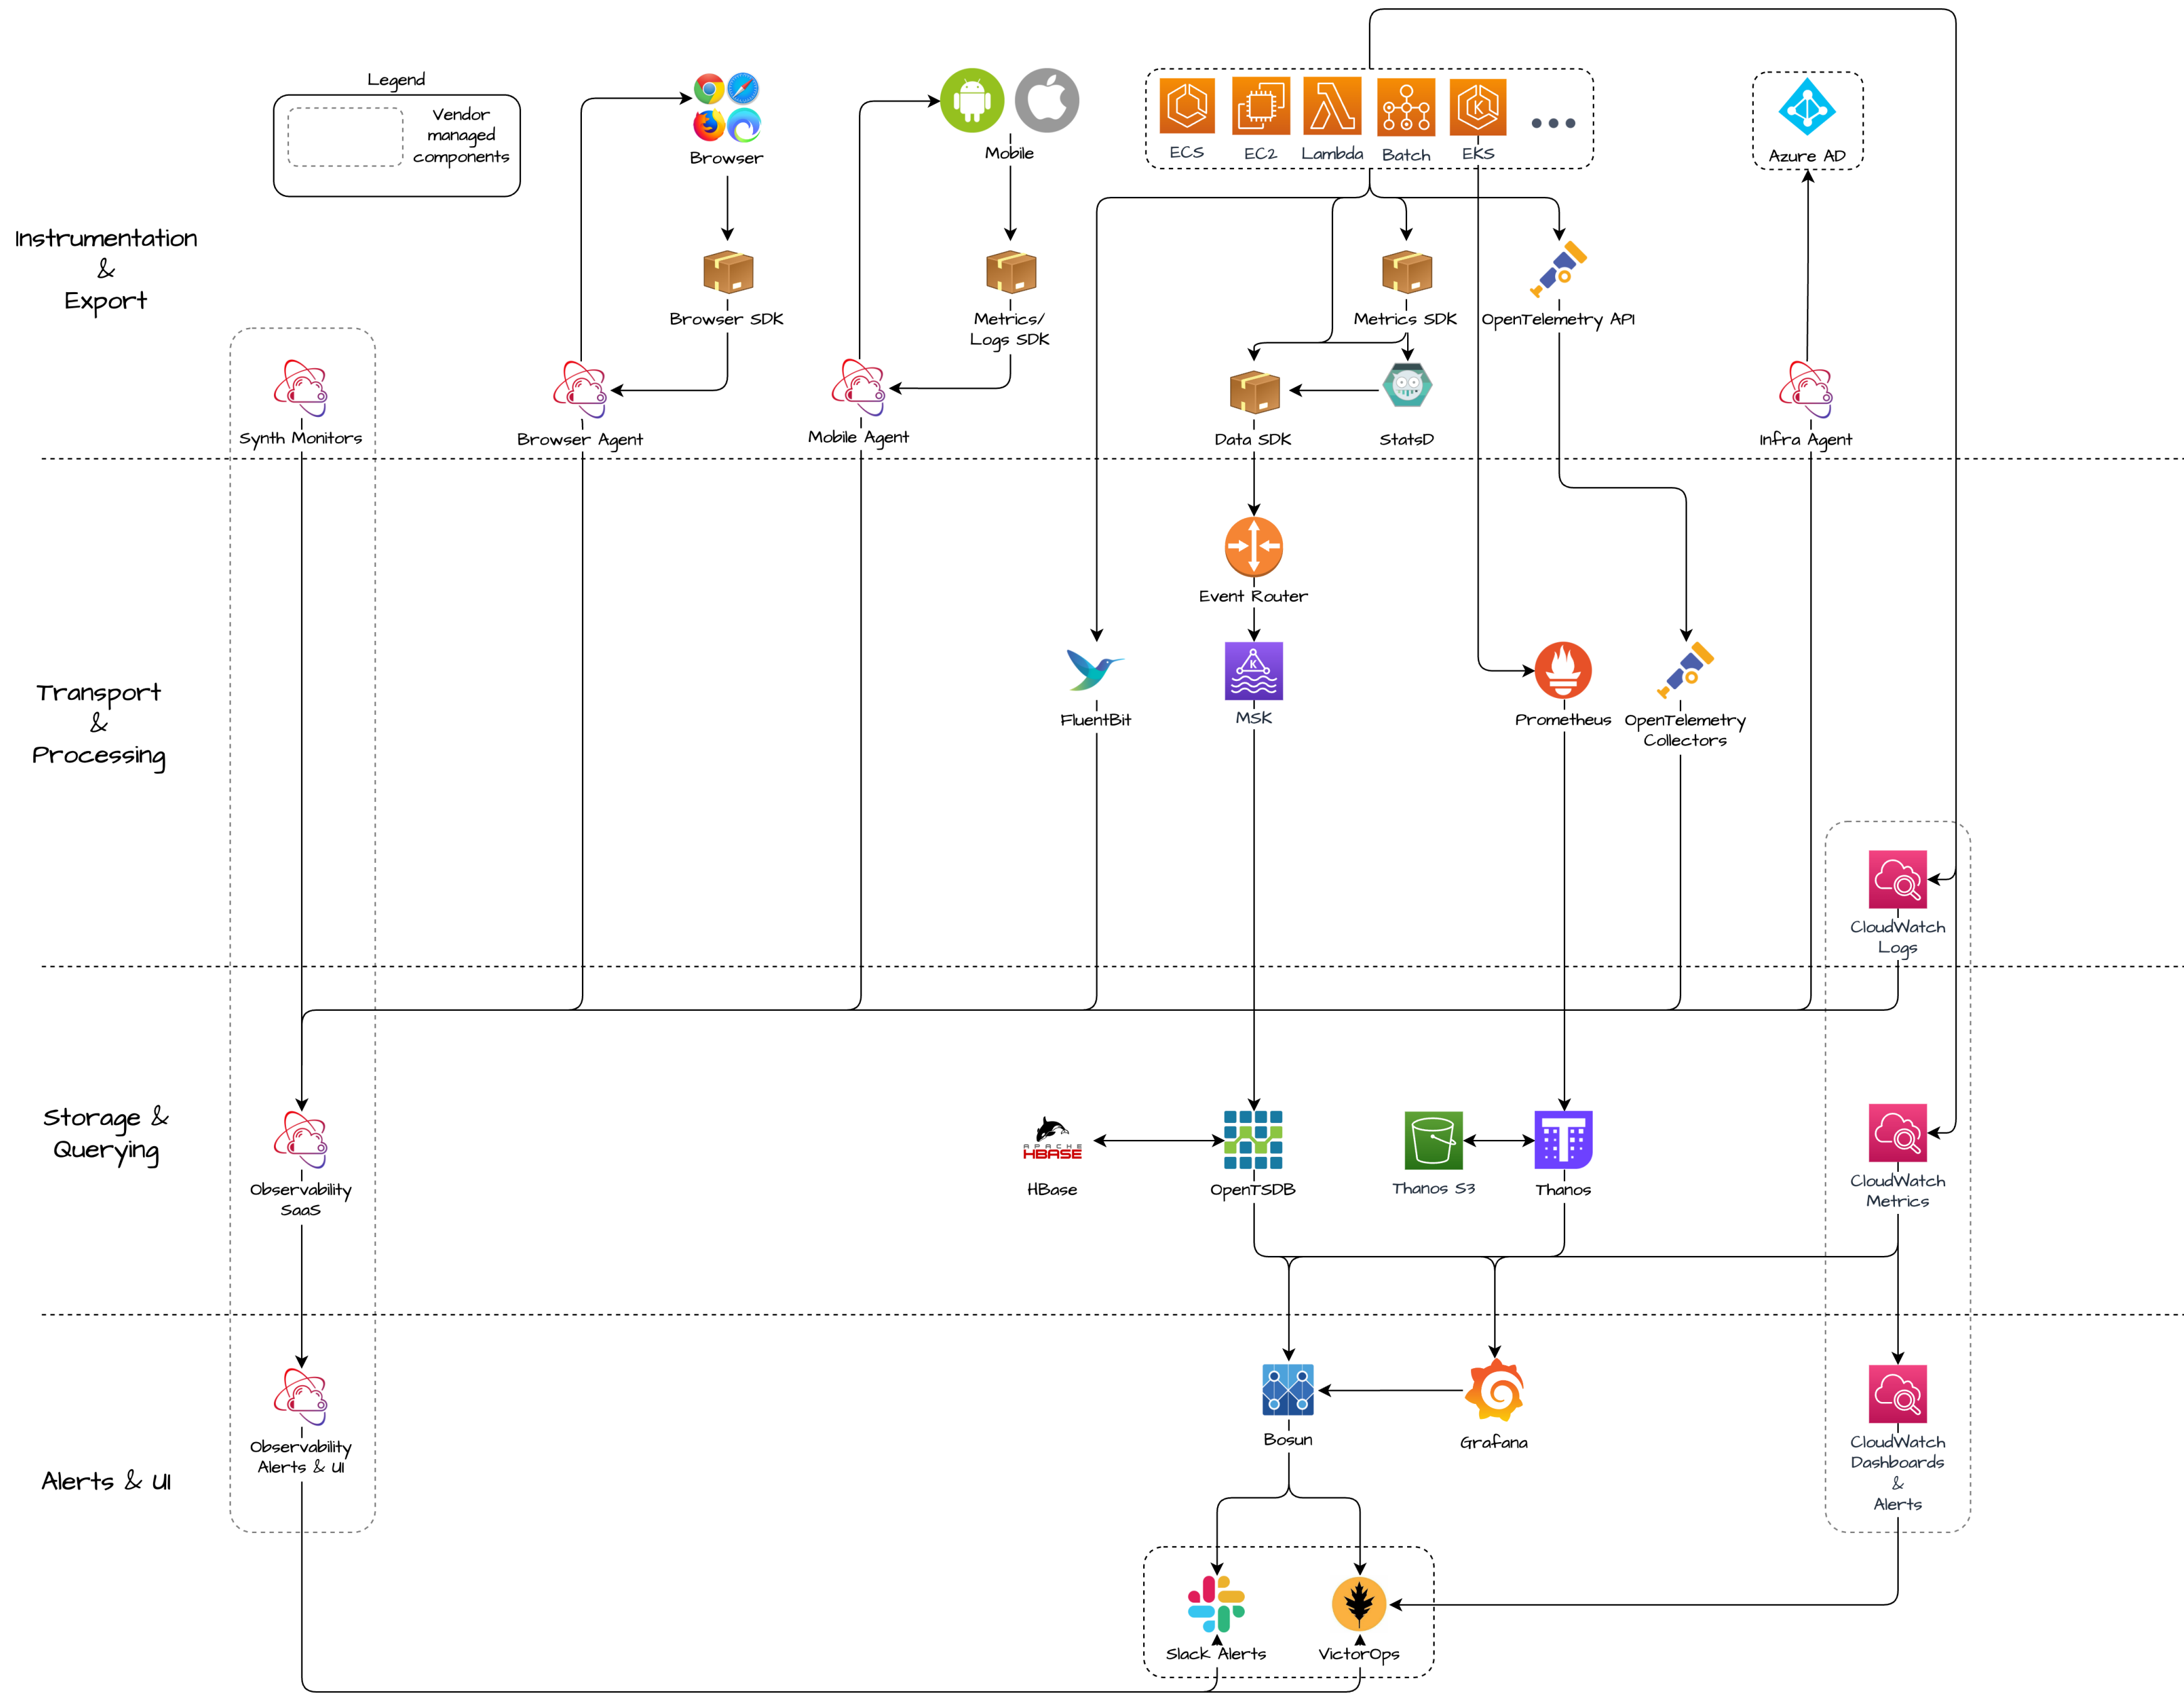 Legend
Vendor
managed
components
Browser
Mobile
ECS
EC2
Lambda
Batch
EKS
K
Azure AD
Instrumentation
&
Export
Browser SDK
Metrics/
Logs SDK
Metrics SDK
OpenTelemetry API
Synth Monitors
Browser Agent
Mobile Agent
Data SDK
StatsD
Infra Agent
Event Router
Transport
&
Processing
K
FluentBit
MSK
Prometheus
OpenTelemetry
Collectors
CloudWatch
Logs
Storage &
Querying
APACHE
HBASE
T
Observability
SaaS
HBase
OpenTSDB
Thanos S3
Thanos
CloudWatch
Metrics
Alerts & UI
Observability
Alerts & UI
Bosun
Grafana
CloudWatch
Dashboards
&
Alerts
Slack Alerts
VictorOps